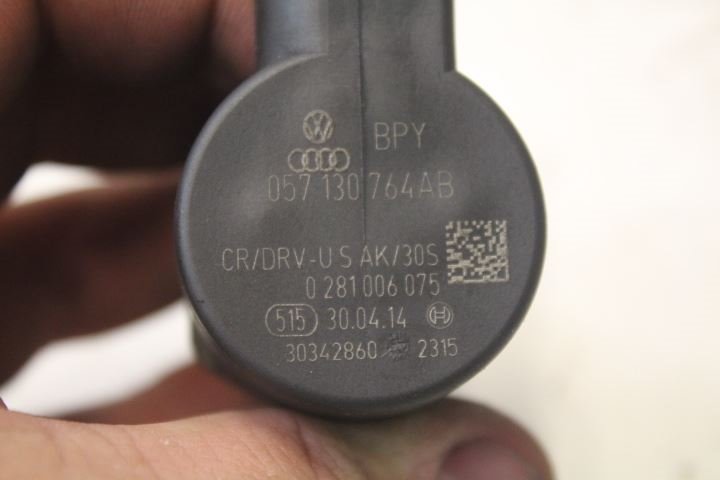 BPY
057 130 764AB
CR/DRV-U S AK/30S
0 281 006 075
515 30.04.14
30342860 2315